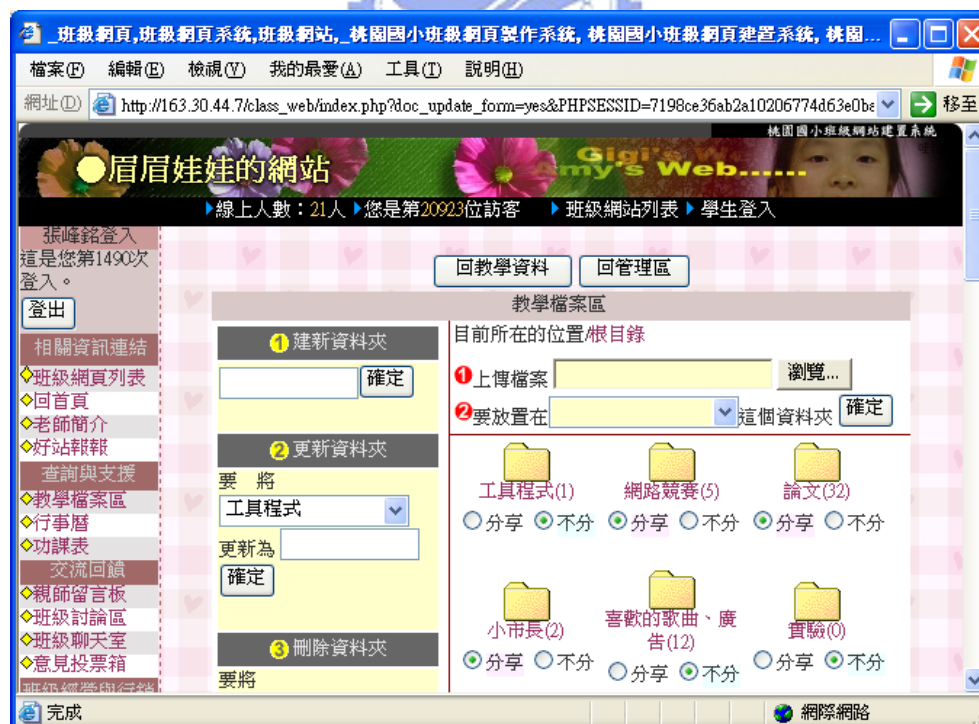 _班級網頁,班級網頁系統,班級網站,_桃園國小班級網頁製作系統, 桃園國小班級網頁建置系統, 桃園...
檔案(F) 編輯(E) 檢視(V) 我的最愛(A) 工具(T) 說明(H)
網址(D) http://163.30.44.7/class_web/index.php?doc_update_form=yes&PHPSESSID=7198ce36ab2a10206774d63e0ba 移至
桃園國小班級網站建置系統
眉眉娃娃的網站
Gigi's W
Amy's Web......
線上人數：21人 您是第20923位訪客 班級網站列表 學生登入
張峰銘登入
這是您第1490次
登入。
登出
相關資訊連結
班級網頁列表
回首頁
老師簡介
好站報報
查詢與支援
教學檔案區
行事曆
功課表
交流回饋
親師留言板
班級討論區
班級聊天室
意見投票箱
班級經營與行銷
回教學資料 回管理區
教學檔案區
1 建新資料夾
確定
2 更新資料夾
要 將
工具程式
更新為
確定
3 刪除資料夾
要將
目前所在的位置/根目錄
1 上傳檔案 瀏覽...
2 要放置在 這個資料夾 確定
工具程式(1) 網路競賽(5) 論文(32)
分享 不分 分享 不分 分享 不分
小市長(2) 喜歡的歌曲、廣告(12) 實驗(0)
分享 不分 分享 不分 分享 不分
完成 網際網路